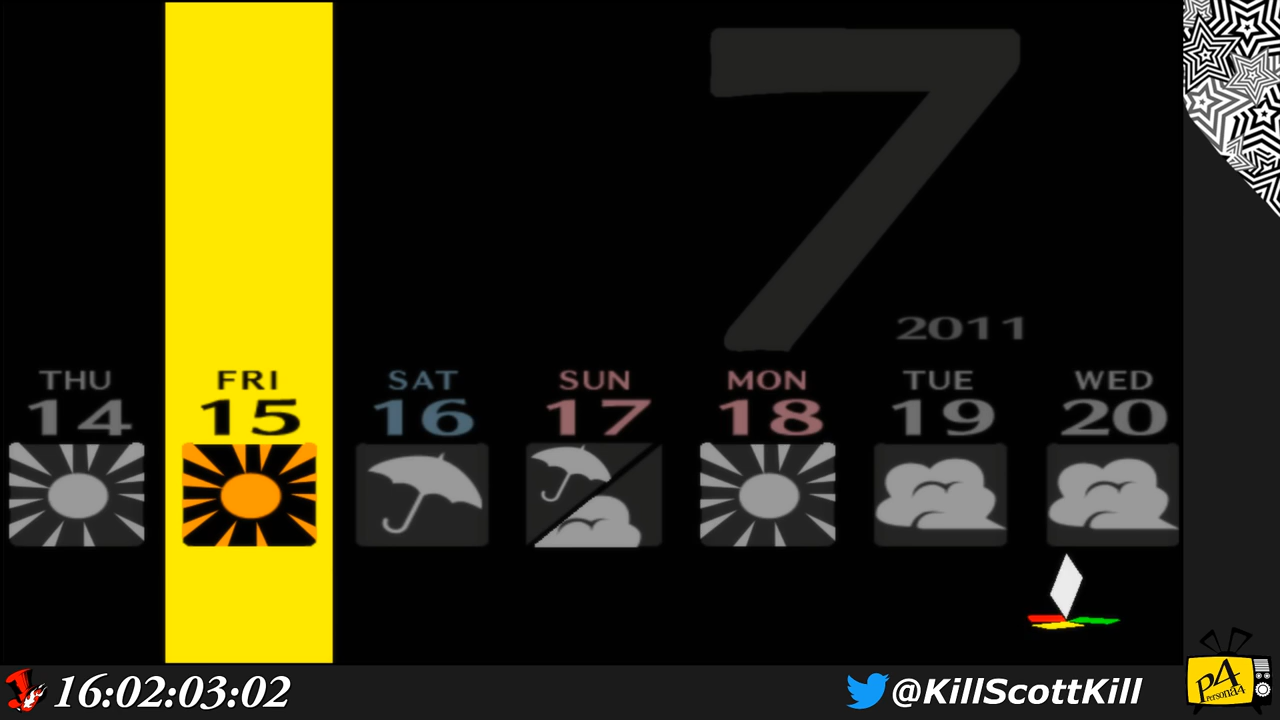 7
2011
THU FRI SAT SUN MON TUE WED
14 15 16 17 18 19 20
16:02:03:02 @KillScottKill
P4
Persona4